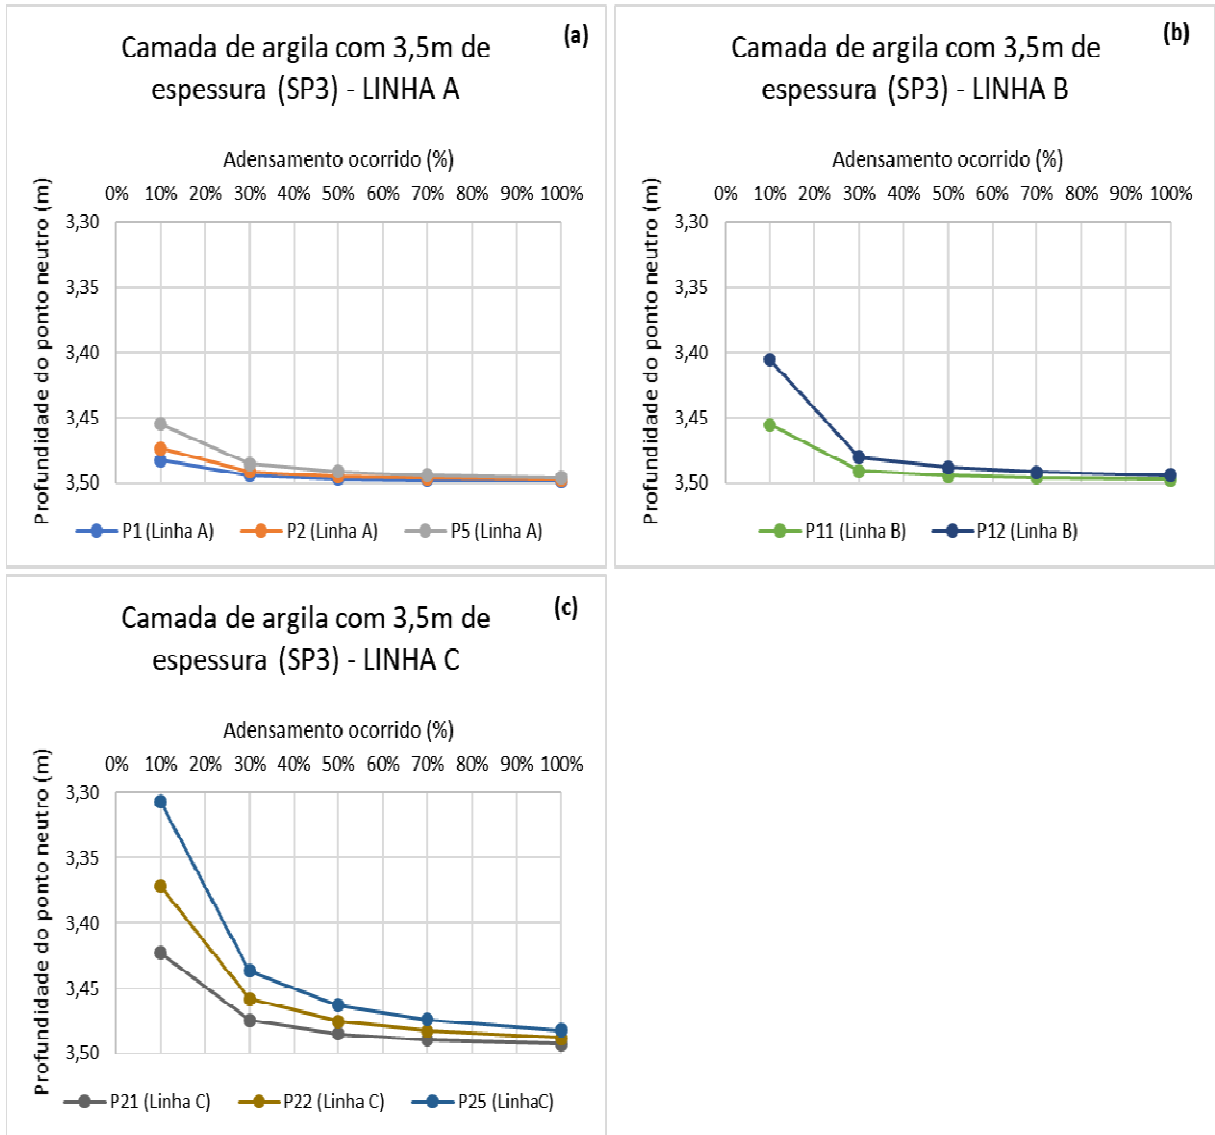 Camada de argila com 3,5m de
espessura (SP3) - LINHA A
(a)
Adensamento ocorrido (%)
0% 10% 20% 30% 40% 50% 60% 70% 80% 90% 100%
Profundidade do ponto neutro (m)
3,30
3,35
3,40
3,45
3,50
P1 (Linha A) P2 (Linha A) P5 (Linha A)
Camada de argila com 3,5m de
espessura (SP3) - LINHA B
(b)
Adensamento ocorrido (%)
0% 10% 20% 30% 40% 50% 60% 70% 80% 90% 100%
Profundidade do ponto neutro (m)
3,30
3,35
3,40
3,45
3,50
P11 (Linha B) P12 (Linha B)
Camada de argila com 3,5m de
espessura (SP3) - LINHA C
(c)
Adensamento ocorrido (%)
0% 10% 20% 30% 40% 50% 60% 70% 80% 90% 100%
Profundidade do ponto neutro (m)
3,30
3,35
3,40
3,45
3,50
P21 (Linha C) P22 (Linha C) P25 (LinhaC)